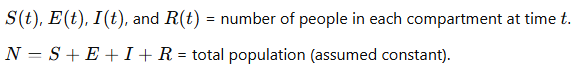 S(t), E(t), I(t), and R(t) = number of people in each compartment at time t.
N = S + E + I + R = total population (assumed constant).